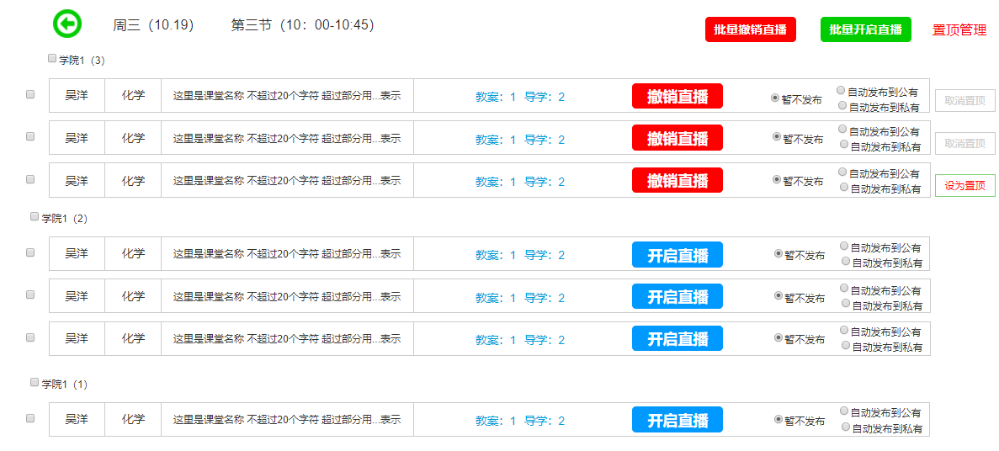 周三（10.19） 第三节（10：00-10:45） 批量撤销直播 批量开启直播 置顶管理
学院1（3）
吴洋 化学 这里是课堂名称 不超过20个字符 超过部分用...表示 教案：1 导学：2 撤销直播 暂不发布 自动发布到公有 取消置顶
自动发布到私有
吴洋 化学 这里是课堂名称 不超过20个字符 超过部分用...表示 教案：1 导学：2 撤销直播 暂不发布 自动发布到公有 取消置顶
自动发布到私有
吴洋 化学 这里是课堂名称 不超过20个字符 超过部分用...表示 教案：1 导学：2 撤销直播 暂不发布 自动发布到公有 设为置顶
自动发布到私有
学院1（2）
吴洋 化学 这里是课堂名称 不超过20个字符 超过部分用...表示 教案：1 导学：2 开启直播 暂不发布 自动发布到公有
自动发布到私有
吴洋 化学 这里是课堂名称 不超过20个字符 超过部分用...表示 教案：1 导学：2 开启直播 暂不发布 自动发布到公有
自动发布到私有
吴洋 化学 这里是课堂名称 不超过20个字符 超过部分用...表示 教案：1 导学：2 开启直播 暂不发布 自动发布到公有
自动发布到私有
学院1（1）
吴洋 化学 这里是课堂名称 不超过20个字符 超过部分用...表示 教案：1 导学：2 开启直播 暂不发布 自动发布到公有
自动发布到私有